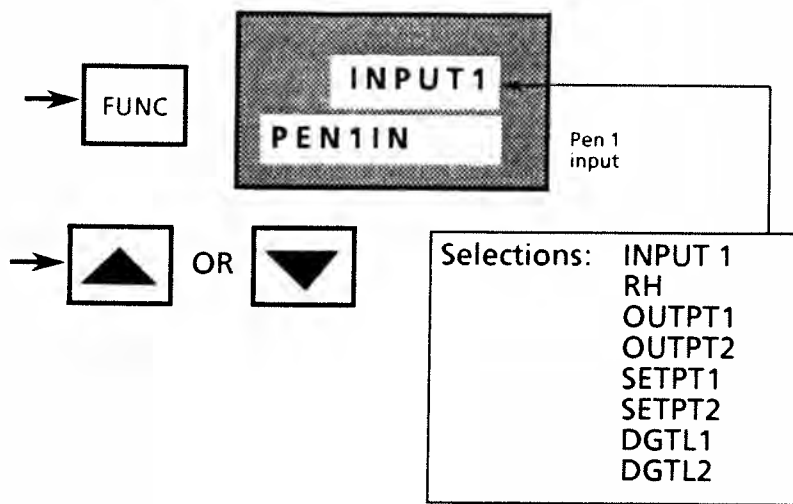 FUNC
INPUT1
PEN1IN
Pen 1
input
OR
Selections: INPUT 1
RH
OUTPT1
OUTPT2
SETPT1
SETPT2
DGTL1
DGTL2